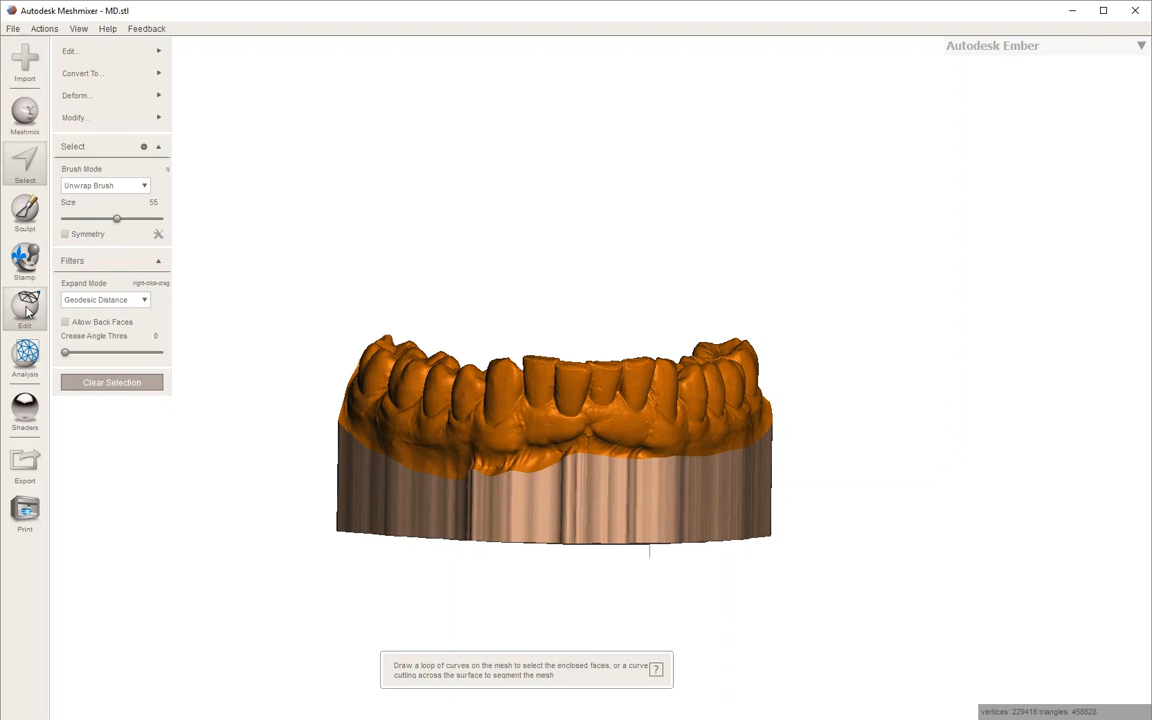 Autodesk Meshmixer - MD.stl
File Actions View Help Feedback
Import
Meshmix
Select
Sculpt
Stamp
Edit
Analysis
Shaders
Export
Print
Edit...
Convert To...
Deform...
Modify...
Select
Brush Mode q
Unwrap Brush
Size 55
Symmetry
Filters
Expand Mode right-click-drag
Geodesic Distance
Allow Back Faces
Crease Angle Thres 0
Clear Selection
Autodesk Ember
Draw a loop of curves on the mesh to select the enclosed faces, or a curve
cutting across the surface to segment the mesh
?
vertices: 229418 triangles: 458828